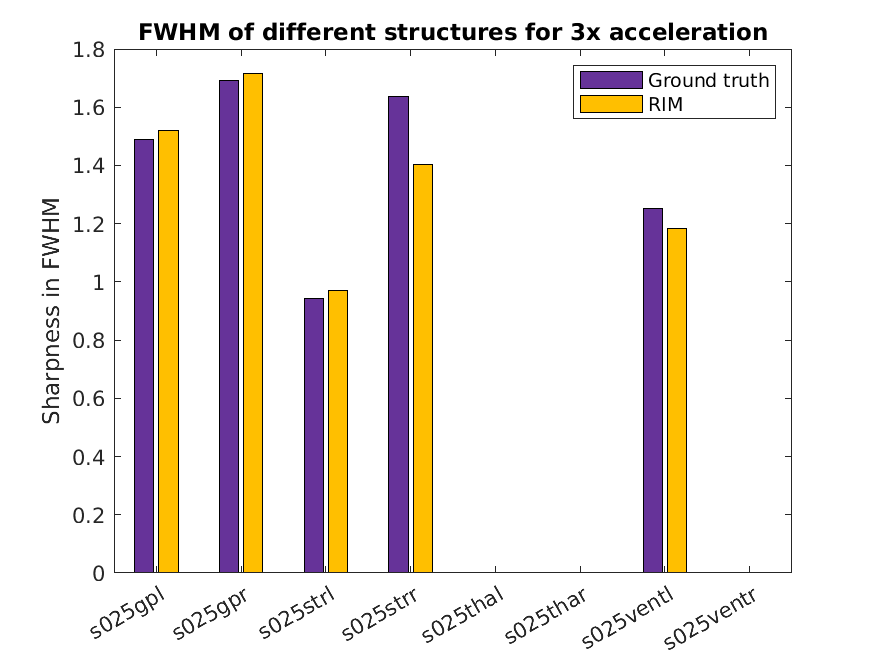 FWHM of different structures for 3x acceleration
Ground truth
RIM
Sharpness in FWHM
1.8
1.6
1.4
1.2
1
0.8
0.6
0.4
0.2
0
s025gpl
s025gpr
s025strl
s025strr
s025thal
s025thar
s025ventl
s025ventr